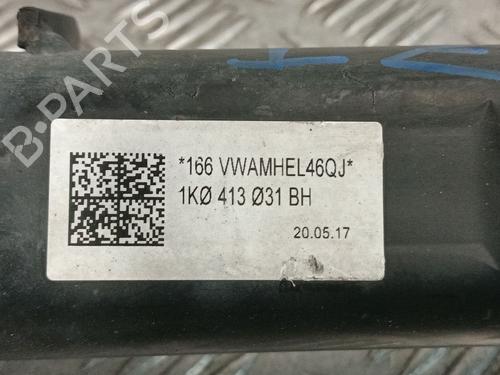 B-PARTS
*166 VWAMHEL46QJ*
1KØ 413 Ø31 BH
20.05.17